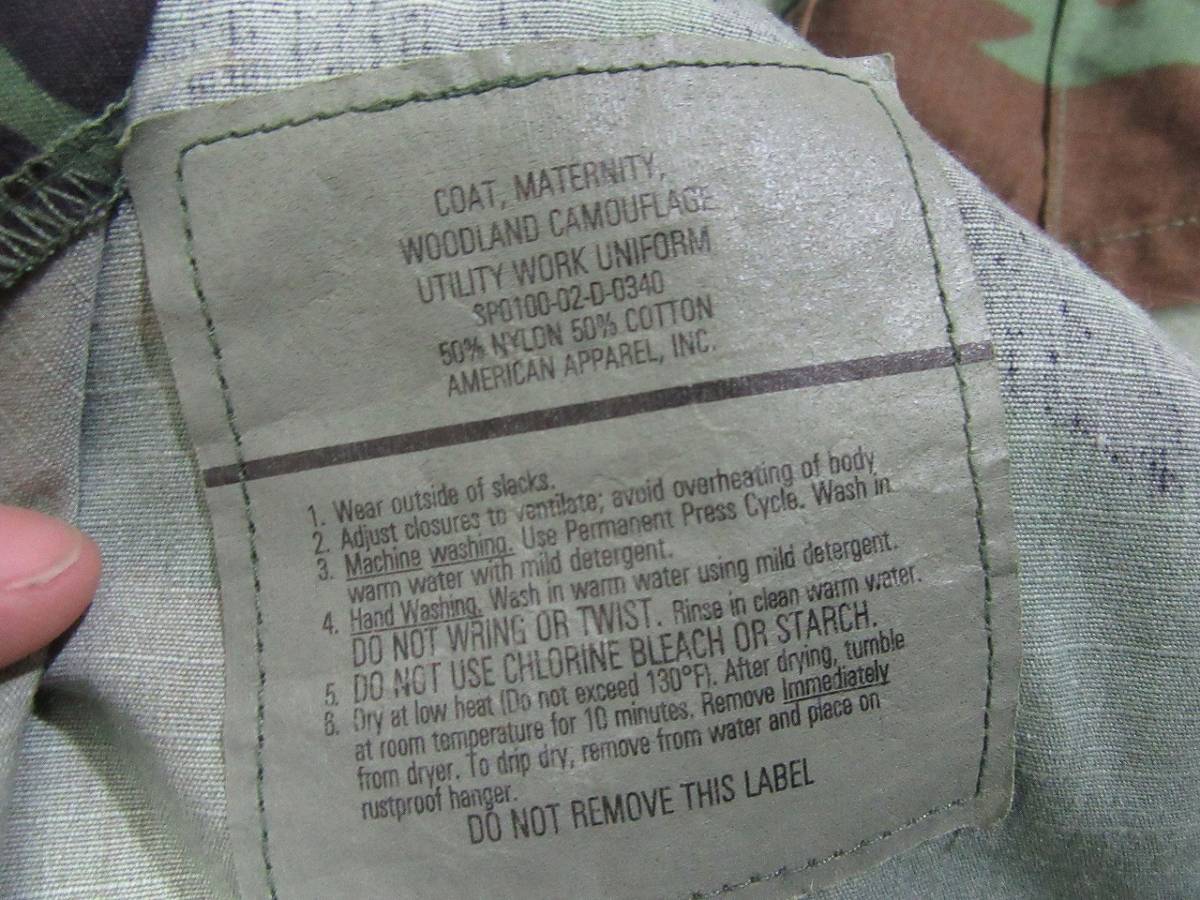 COAT, MATERNITY,
WOODLAND CAMOUFLAGE
UTILITY WORK UNIFORM
SP0100-02-D-0340
50% NYLON 50% COTTON
AMERICAN APPAREL, INC.
1. Wear outside of slacks.
2. Adjust closures to ventilate; avoid overheating of body
3. Machine washing. Use Permanent Press Cycle. Wash in
warm water with mild detergent.
4. Hand Washing. Wash in warm water using mild detergent.
DO NOT WRING OR TWIST. Rinse in clean warm water.
5. DO NOT USE CHLORINE BLEACH OR STARCH.
6. Dry at low heat (Do not exceed 130°F). After drying, tumble
at room temperature for 10 minutes. Remove Immediately
from dryer. To drip dry, remove from water and place on
rustproof hanger.
DO NOT REMOVE THIS LABEL